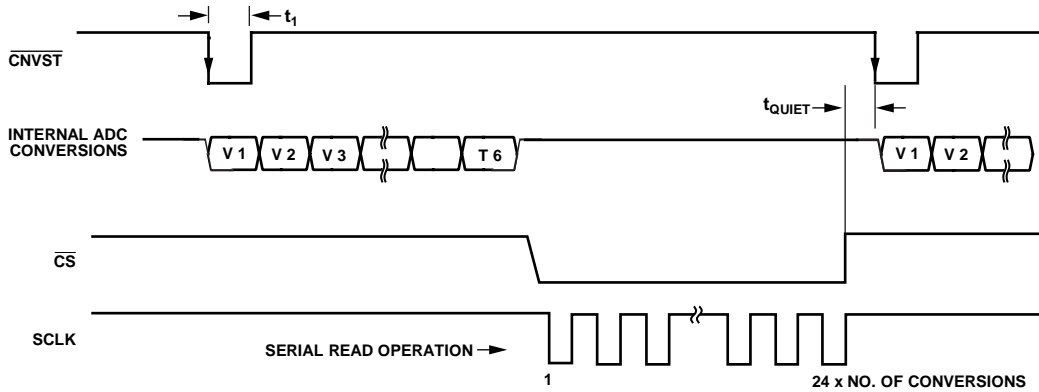 t1
CNVST
tQUIET
INTERNAL ADC
CONVERSIONS
V 1
V 2
V 3
T 6
V 1
V 2
CS
SCLK
SERIAL READ OPERATION
1
24 x NO. OF CONVERSIONS